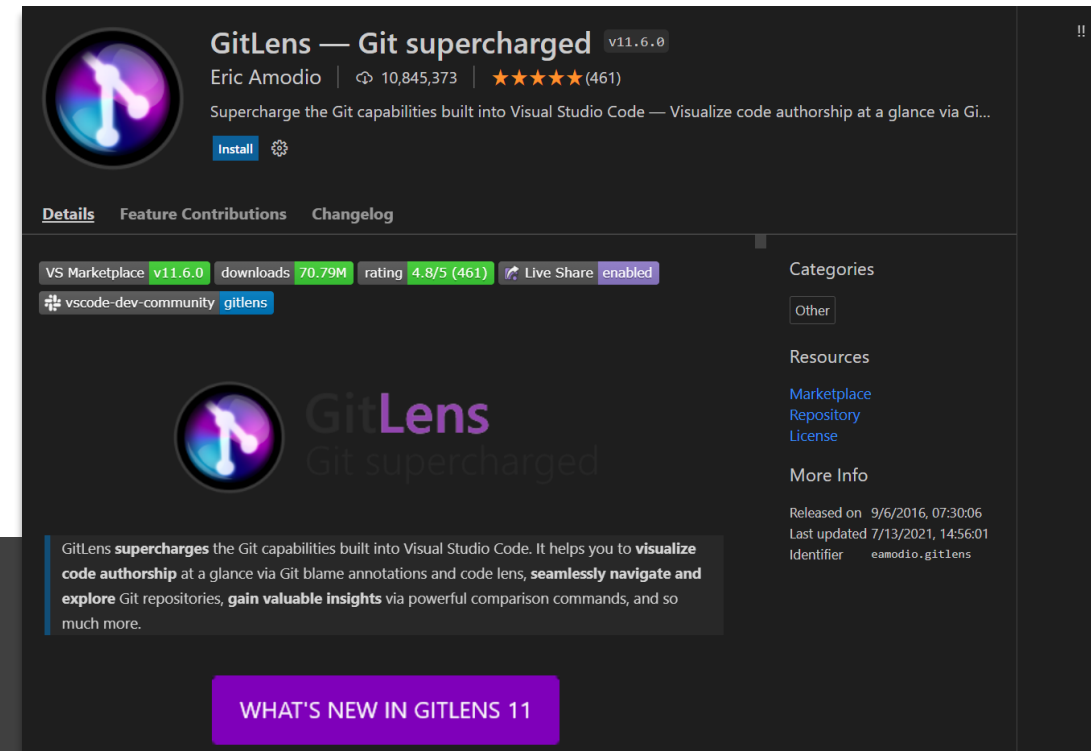 GitLens — Git supercharged v11.6.0
!!
Eric Amodio 10,845,373 (461)
Supercharge the Git capabilities built into Visual Studio Code — Visualize code authorship at a glance via Gi...
Install
Details Feature Contributions Changelog
VS Marketplace v11.6.0 downloads 70.79M rating 4.8/5 (461) Live Share enabled
vscode-dev-community gitlens
GitLens
Git supercharged
GitLens supercharges the Git capabilities built into Visual Studio Code. It helps you to visualize
code authorship at a glance via Git blame annotations and code lens, seamlessly navigate and
explore Git repositories, gain valuable insights via powerful comparison commands, and so
much more.
WHAT'S NEW IN GITLENS 11
Categories
Other
Resources
Marketplace
Repository
License
More Info
Released on 9/6/2016, 07:30:06
Last updated 7/13/2021, 14:56:01
Identifier eamodio.gitlens